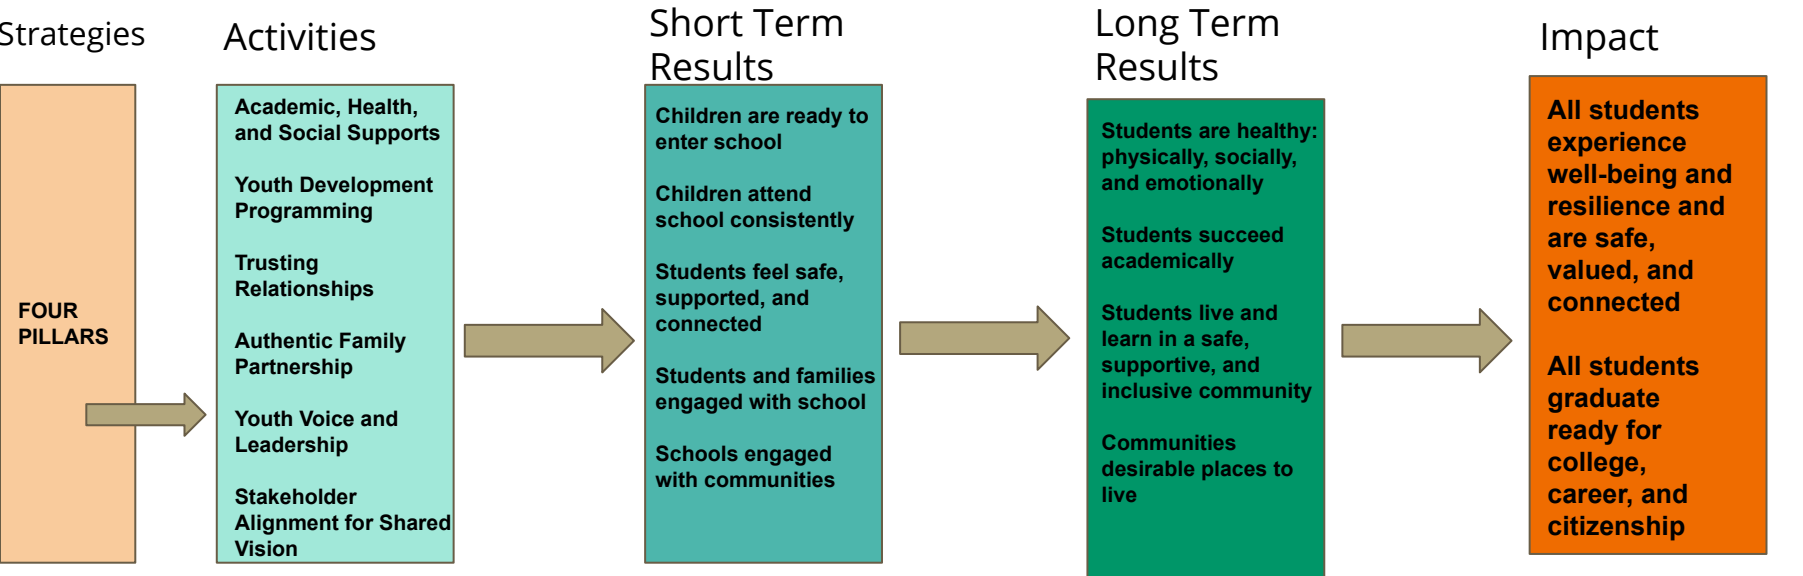 Strategies
Activities
Short Term
Results
Long Term
Results
Impact
FOUR
PILLARS
Academic, Health,
and Social Supports
Youth Development
Programming
Trusting
Relationships
Authentic Family
Partnership
Youth Voice and
Leadership
Stakeholder
Alignment for Shared
Vision
Children are ready to
enter school
Children attend
school consistently
Students feel safe,
supported, and
connected
Students and families
engaged with school
Schools engaged
with communities
Students are healthy:
physically, socially,
and emotionally
Students succeed
academically
Students live and
learn in a safe,
supportive, and
inclusive community
Communities
desirable places to
live
All students
experience
well-being and
resilience and
are safe,
valued, and
connected
All students
graduate
ready for
college,
career, and
citizenship